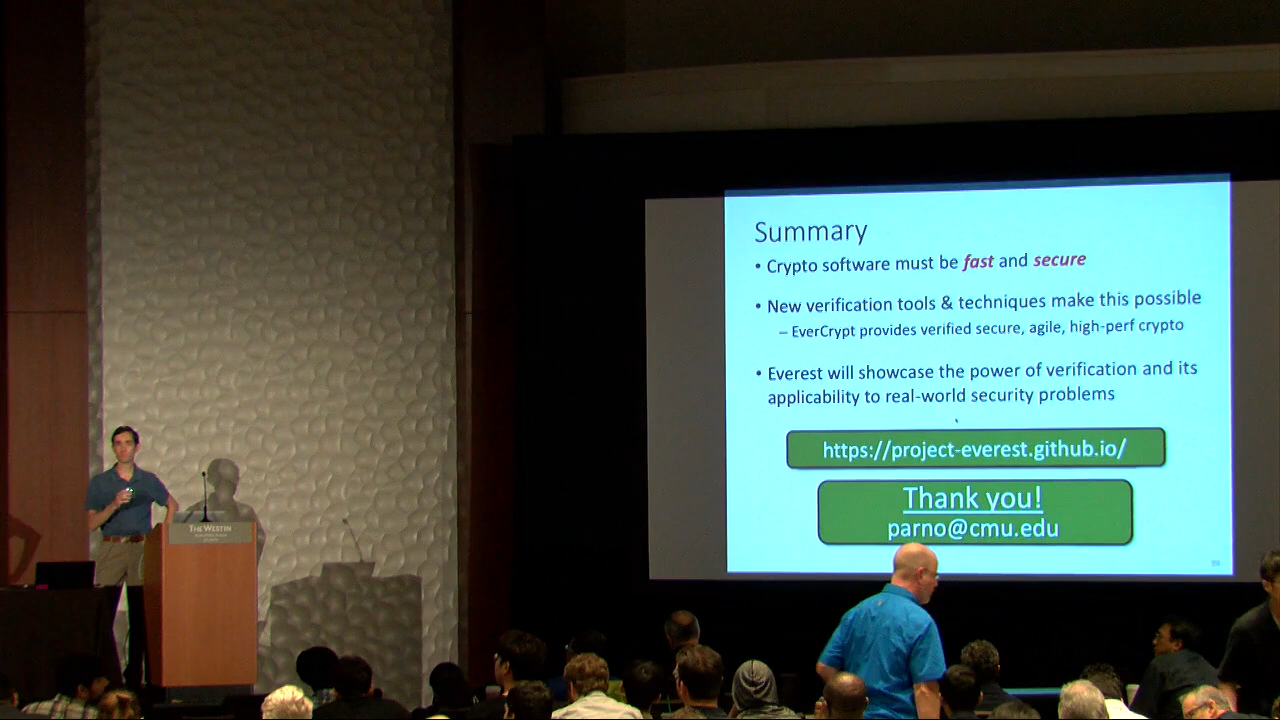 Summary
• Crypto software must be fast and secure
• New verification tools & techniques make this possible
– EverCrypt provides verified secure, agile, high-perf crypto
• Everest will showcase the power of verification and its
applicability to real-world security problems
https://project-everest.github.io/
Thank you!
parno@cmu.edu
THE WESTIN